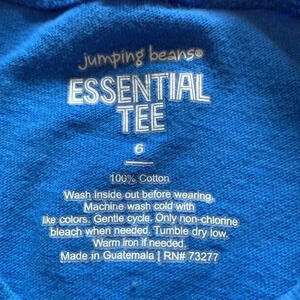 jumping beans®
ESSENTIAL
TEE
6
100% Cotton
Wash inside out before wearing.
Machine wash cold with
like colors. Gentle cycle. Only non-chlorine
bleach when needed. Tumble dry low.
Warm iron if needed.
Made in Guatemala | RN# 73277